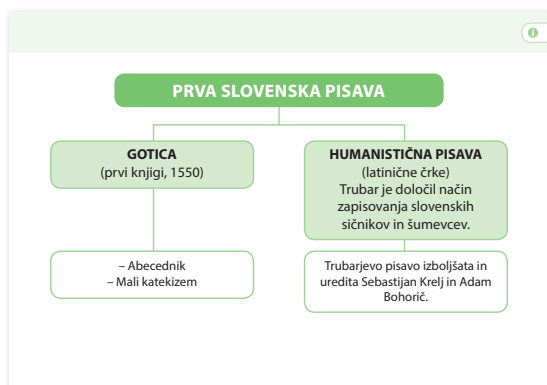 PRVA SLOVENSKA PISAVA
GOTICA
(prvi knjigi, 1550)
– Abecednik
– Mali katekizem
HUMANISTIČNA PISAVA
(latinične črke)
Trubar je določil način
zapisovanja slovenskih
sičnikov in šumevcev.
Trubarjevo pisavo izboljšata in
uredita Sebastijan Krelj in Adam
Bohorič.